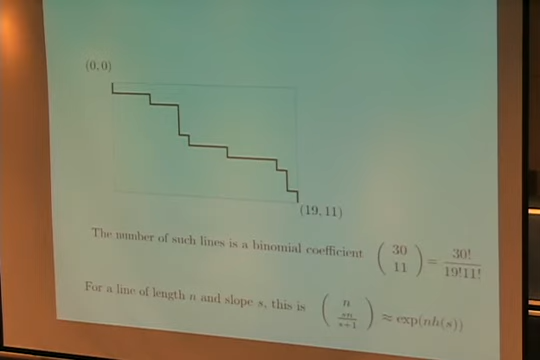 (0, 0)
(19, 11)
The number of such lines is a binomial coefficient (30 11) = 30!/19!11!
For a line of length n and slope s, this is (n sn/s+1) ≈ exp(nh(s))